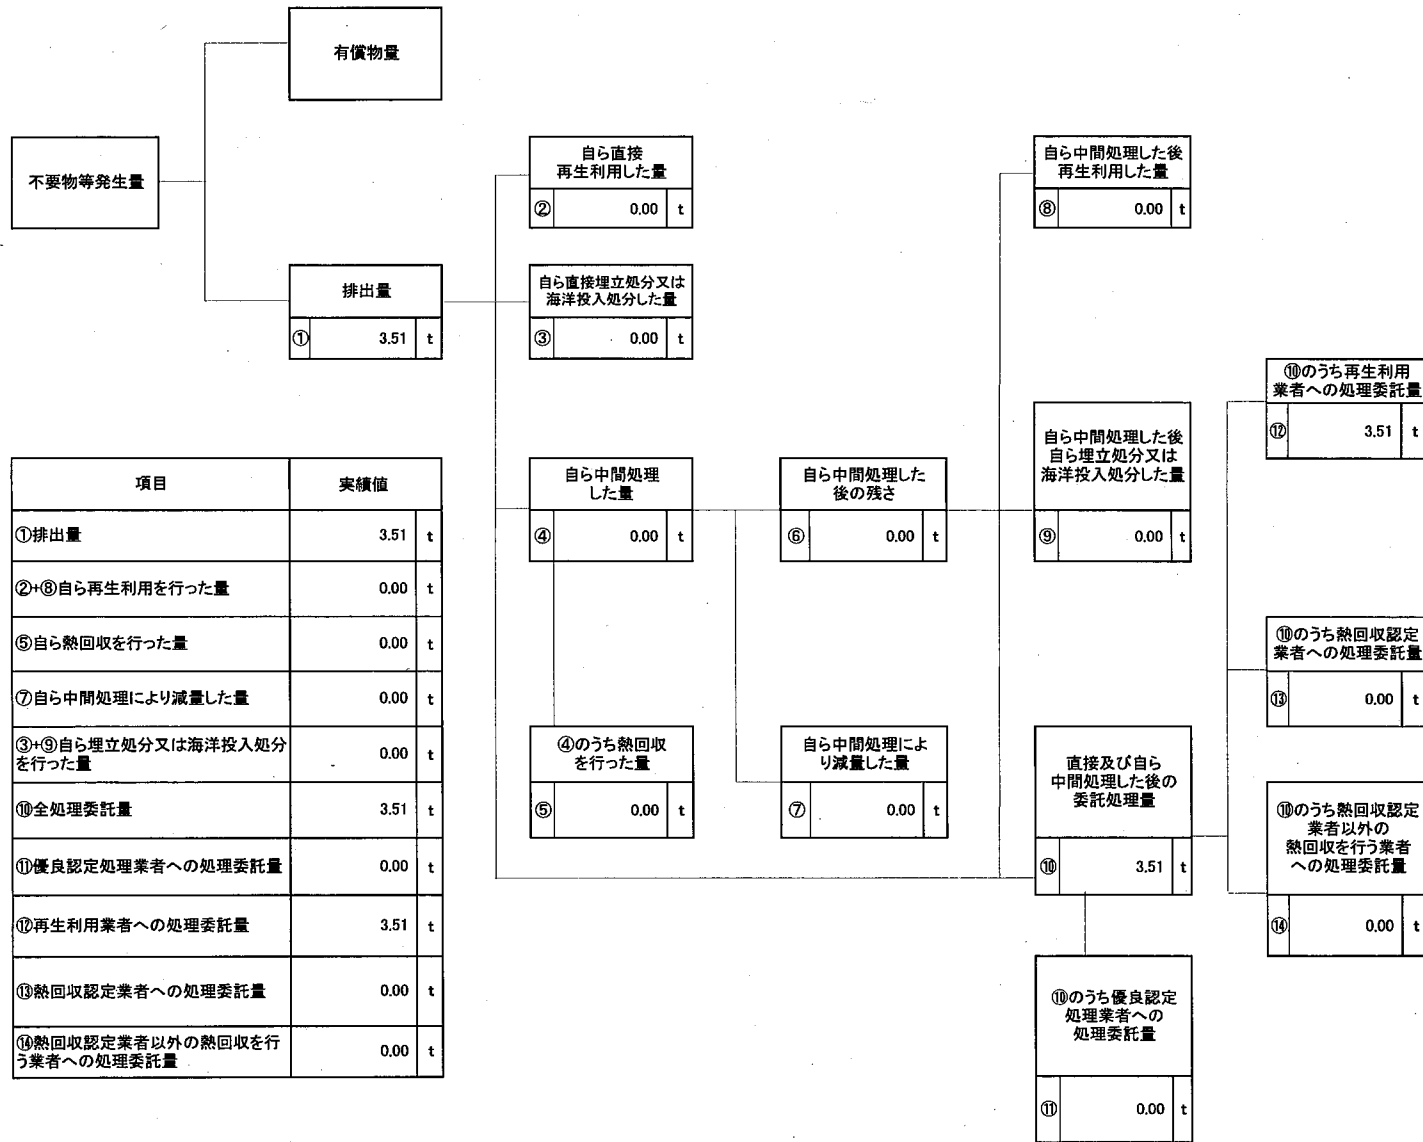 有償物量
不要物等発生量
排出量
① 3.51 t
自ら直接
再生利用した量
② 0.00 t
自ら直接埋立処分又は
海洋投入処分した量
③ 0.00 t
自ら中間処理
した量
④ 0.00 t
④のうち熱回収
を行った量
⑤ 0.00 t
自ら中間処理した
後の残さ
⑥ 0.00 t
自ら中間処理によ
り減量した量
⑦ 0.00 t
自ら中間処理した後
再生利用した量
⑧ 0.00 t
自ら中間処理した後
自ら埋立処分又は
海洋投入処分した量
⑨ 0.00 t
直接及び自ら
中間処理した後の
委託処理量
⑩ 3.51 t
⑩のうち優良認定
処理業者への
処理委託量
⑪ 0.00 t
⑩のうち再生利用
業者への処理委託量
⑫ 3.51 t
⑩のうち熱回収認定
業者への処理委託量
⑬ 0.00 t
⑩のうち熱回収認定
業者以外の
熱回収を行う業者
への処理委託量
⑭ 0.00 t
項目 実績値
①排出量 3.51 t
②+⑧自ら再生利用を行った量 0.00 t
⑤自ら熱回収を行った量 0.00 t
⑦自ら中間処理により減量した量 0.00 t
③+⑨自ら埋立処分又は海洋投入処分
を行った量 0.00 t
⑩全処理委託量 3.51 t
⑪優良認定処理業者への処理委託量 0.00 t
⑫再生利用業者への処理委託量 3.51 t
⑬熱回収認定業者への処理委託量 0.00 t
⑭熱回収認定業者以外の熱回収を行
う業者への処理委託量 0.00 t